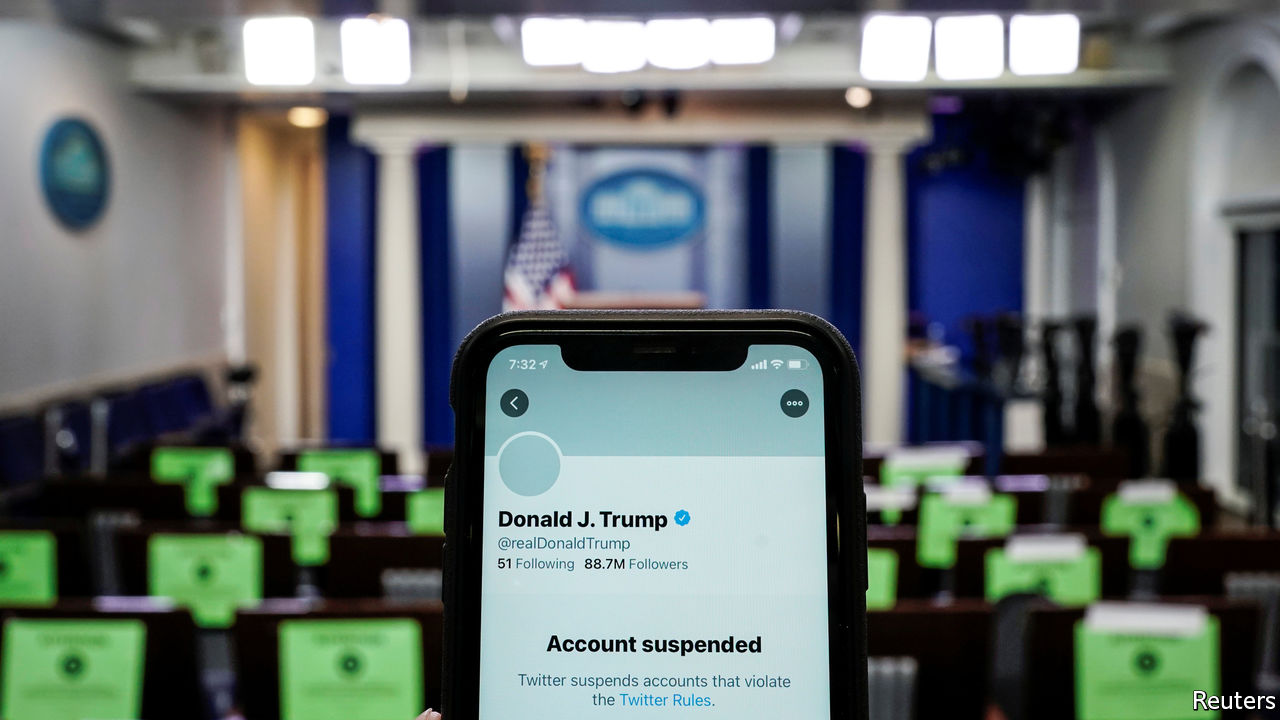 7:32
Donald J. Trump
@realDonaldTrump
51 Following 88.7M Followers
Account suspended
Twitter suspends accounts that violate
the Twitter Rules.
Reuters